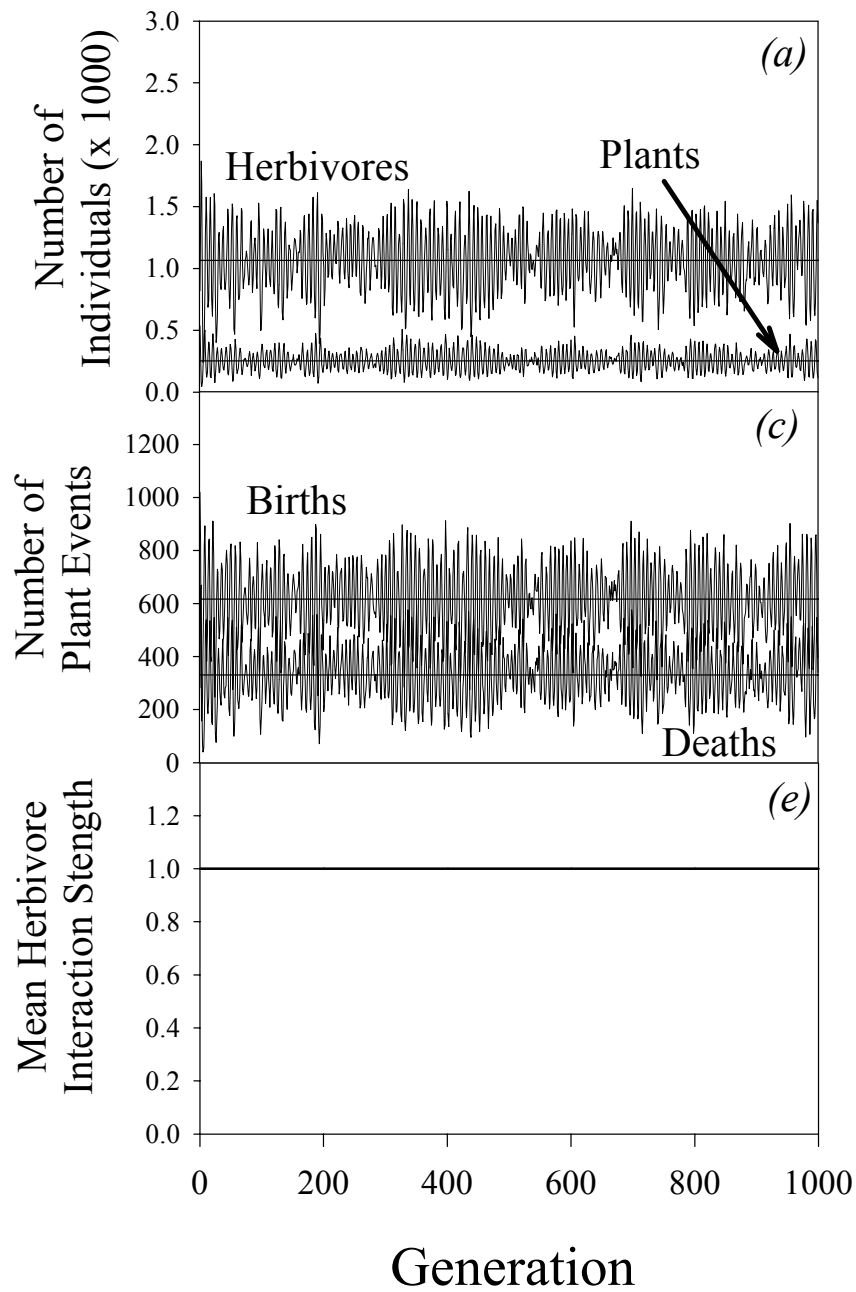 Number of
Individuals (x 1000)
3.0
2.5
2.0
1.5
1.0
0.5
0.0
(a)
Herbivores
Plants
Number of
Plant Events
1200
1000
800
600
400
200
0
(c)
Births
Deaths
Mean Herbivore
Interaction Stength
1.2
1.0
0.8
0.6
0.4
0.2
0.0
(e)
0 200 400 600 800 1000
Generation